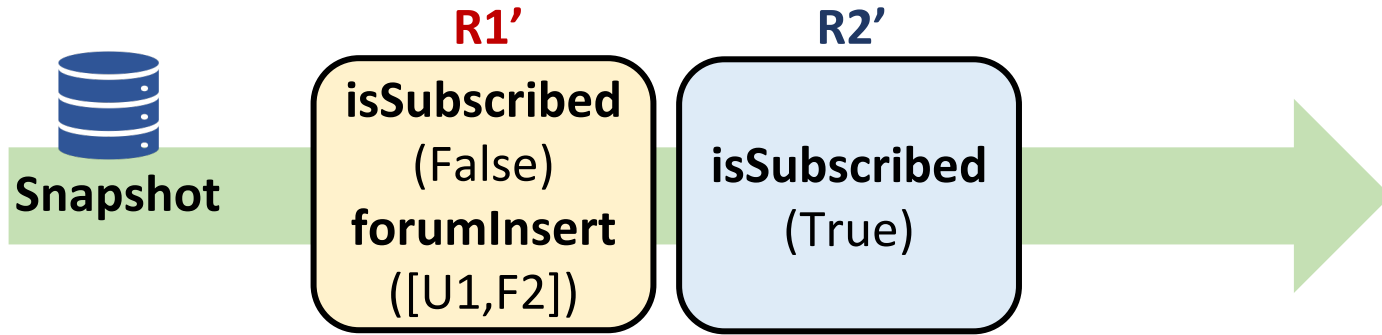 R1’
R2’
Snapshot
isSubscribed
(False)
forumInsert
([U1,F2])
isSubscribed
(True)